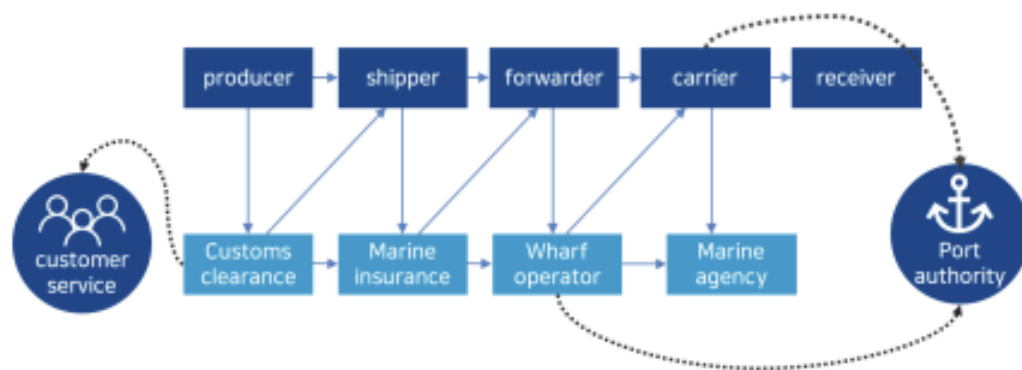 producer
shipper
forwarder
carrier
receiver
customer
service
Customs
clearance
Marine
insurance
Wharf
operator
Marine
agency
Port
authority